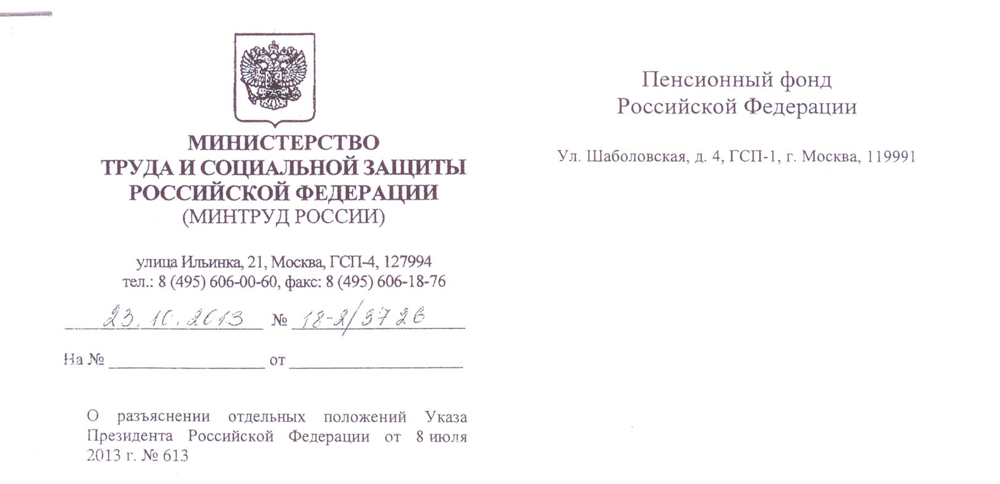 МИНИСТЕРСТВО
ТРУДА И СОЦИАЛЬНОЙ ЗАЩИТЫ
РОССИЙСКОЙ ФЕДЕРАЦИИ
(МИНТРУД РОССИИ)
улица Ильинка, 21, Москва, ГСП-4, 127994
тел.: 8 (495) 606-00-60, факс: 8 (495) 606-18-76
23.10.2013 № 18-2/3726
На № от
О разъяснении отдельных положений Указа
Президента Российской Федерации от 8 июля
2013 г. № 613
Пенсионный фонд
Российской Федерации
Ул. Шаболовская, д. 4, ГСП-1, г. Москва, 119991